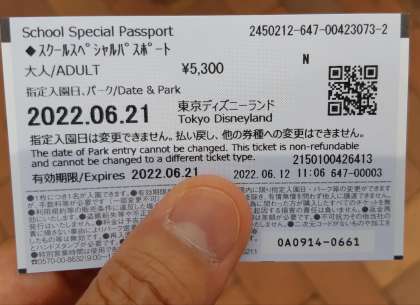 School Special Passport
2450212-647-00423073-2
◆スクールスペシャルパスポート
大人/ADULT ¥5,300
N
指定入園日、パーク/Date & Park
2022.06.21 東京ディズニーランド
Tokyo Disneyland
指定入園日は変更できません。払い戻し、他の券種への変更はできません。
The date of Park entry cannot be changed. This ticket is non-refundable
and cannot be changed to a different ticket type.
2150100426413
有効期限/Expires 2022.06.21
2022.06.12 11:06 647-00003
0A0914-0661